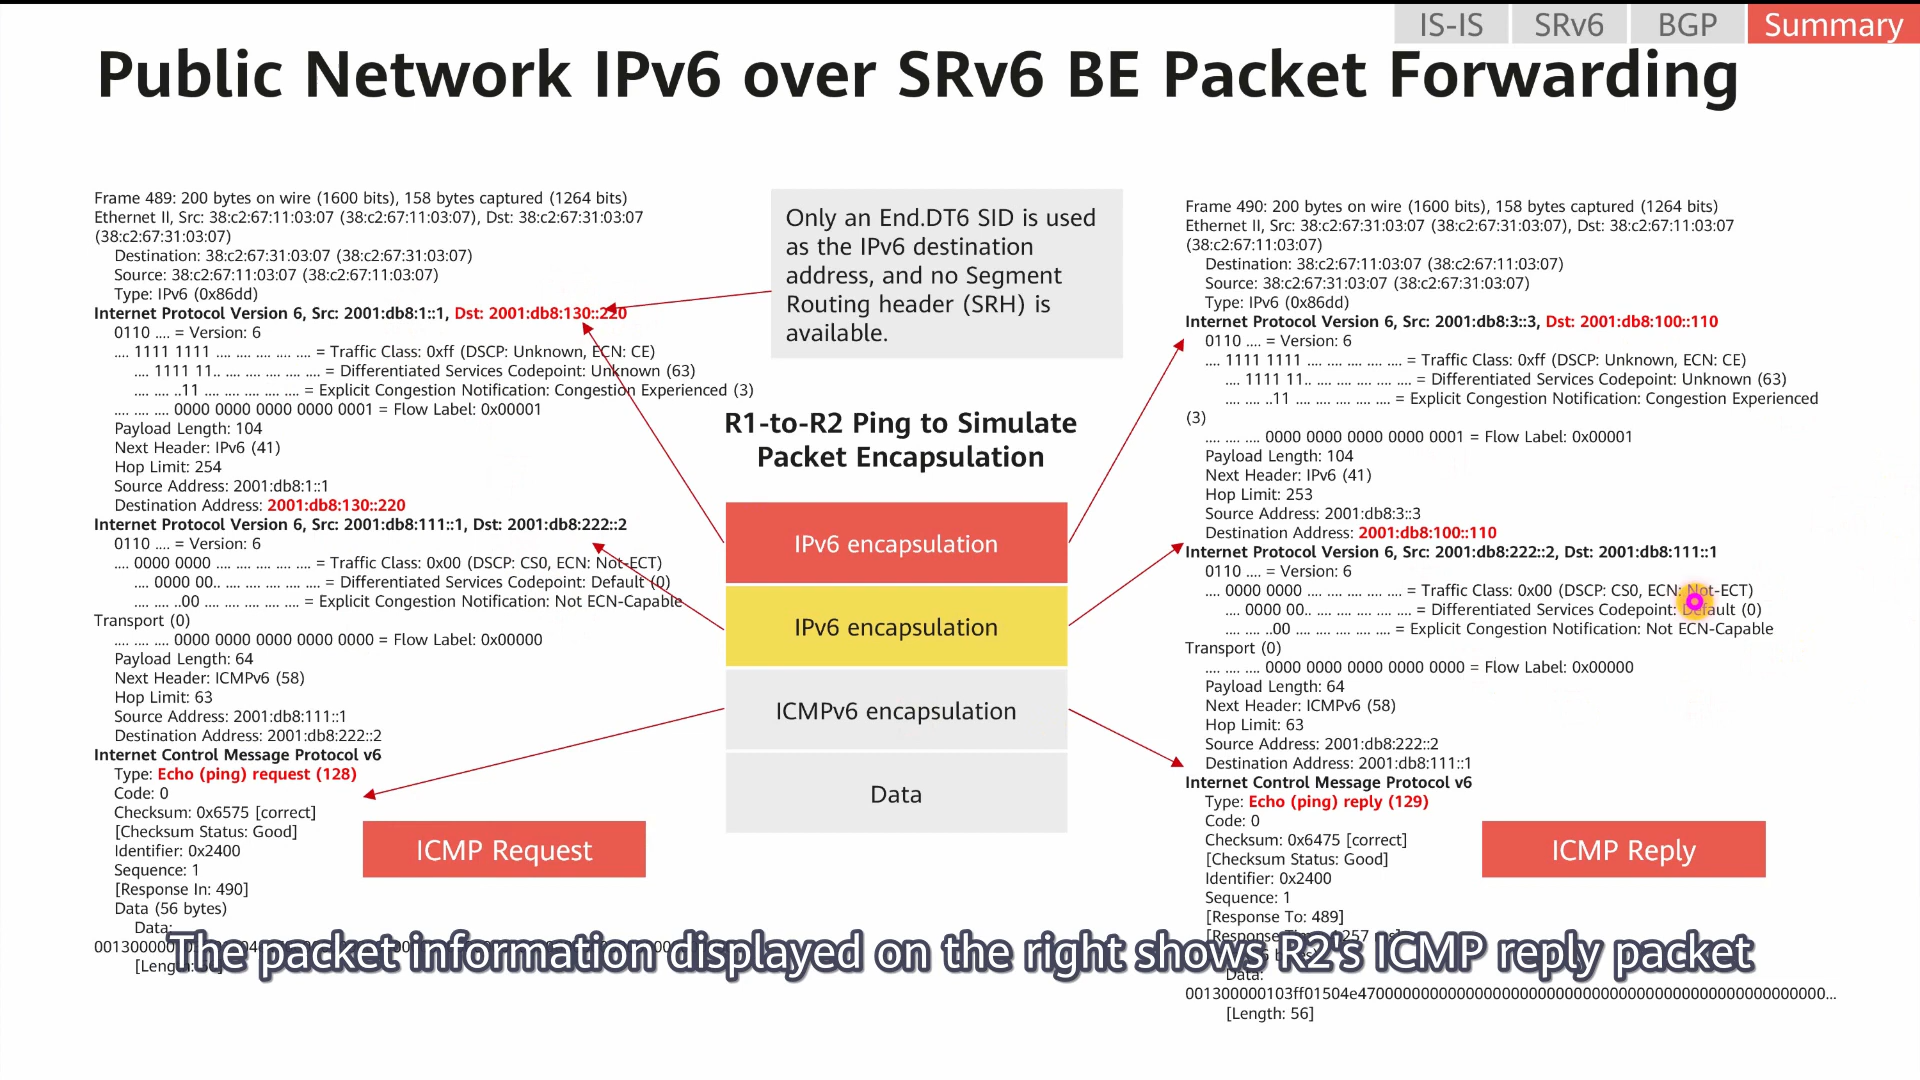 IS-IS
SRv6
BGP
Summary
Public Network IPv6 over SRv6 BE Packet Forwarding
Frame 489: 200 bytes on wire (1600 bits), 158 bytes captured (1264 bits)
Ethernet II, Src: 38:c2:67:11:03:07 (38:c2:67:11:03:07), Dst: 38:c2:67:31:03:07
(38:c2:67:31:03:07)
Destination: 38:c2:67:31:03:07 (38:c2:67:31:03:07)
Source: 38:c2:67:11:03:07 (38:c2:67:11:03:07)
Type: IPv6 (0x86dd)
Internet Protocol Version 6, Src: 2001:db8:1::1, Dst: 2001:db8:130::220
0110 .... = Version: 6
.... 1111 1111 .... .... .... .... .... = Traffic Class: 0xff (DSCP: Unknown, ECN: CE)
.... 1111 11.. .... .... .... .... .... = Differentiated Services Codepoint: Unknown (63)
.... .... ..11 .... .... .... .... .... = Explicit Congestion Notification: Congestion Experienced (3)
.... .... .... 0000 0000 0000 0000 0001 = Flow Label: 0x00001
Payload Length: 104
Next Header: IPv6 (41)
Hop Limit: 254
Source Address: 2001:db8:1::1
Destination Address: 2001:db8:130::220
Internet Protocol Version 6, Src: 2001:db8:111::1, Dst: 2001:db8:222::2
0110 .... = Version: 6
.... 0000 0000 .... .... .... .... .... = Traffic Class: 0x00 (DSCP: CS0, ECN: Not-ECT)
.... 0000 00.. .... .... .... .... .... = Differentiated Services Codepoint: Default (0)
.... .... ..00 .... .... .... .... .... = Explicit Congestion Notification: Not ECN-Capable
Transport (0)
.... .... .... 0000 0000 0000 0000 0000 = Flow Label: 0x00000
Payload Length: 64
Next Header: ICMPv6 (58)
Hop Limit: 63
Source Address: 2001:db8:111::1
Destination Address: 2001:db8:222::2
Internet Control Message Protocol v6
Type: Echo (ping) request (128)
Code: 0
Checksum: 0x6575 [correct]
[Checksum Status: Good]
Identifier: 0x2400
Sequence: 1
[Response In: 490]
Data (56 bytes)
Data:
ICMP Request
Only an End.DT6 SID is used
as the IPv6 destination
address, and no Segment
Routing header (SRH) is
available.
R1-to-R2 Ping to Simulate
Packet Encapsulation
IPv6 encapsulation
IPv6 encapsulation
ICMPv6 encapsulation
Data
Frame 490: 200 bytes on wire (1600 bits), 158 bytes captured (1264 bits)
Ethernet II, Src: 38:c2:67:31:03:07 (38:c2:67:31:03:07), Dst: 38:c2:67:11:03:07
(38:c2:67:11:03:07)
Destination: 38:c2:67:11:03:07 (38:c2:67:11:03:07)
Source: 38:c2:67:31:03:07 (38:c2:67:31:03:07)
Type: IPv6 (0x86dd)
Internet Protocol Version 6, Src: 2001:db8:3::3, Dst: 2001:db8:100::110
0110 .... = Version: 6
.... 1111 1111 .... .... .... .... .... = Traffic Class: 0xff (DSCP: Unknown, ECN: CE)
.... 1111 11.. .... .... .... .... .... = Differentiated Services Codepoint: Unknown (63)
.... .... ..11 .... .... .... .... .... = Explicit Congestion Notification: Congestion Experienced
(3)
.... .... .... 0000 0000 0000 0000 0001 = Flow Label: 0x00001
Payload Length: 104
Next Header: IPv6 (41)
Hop Limit: 253
Source Address: 2001:db8:3::3
Destination Address: 2001:db8:100::110
Internet Protocol Version 6, Src: 2001:db8:222::2, Dst: 2001:db8:111::1
0110 .... = Version: 6
.... 0000 0000 .... .... .... .... .... = Traffic Class: 0x00 (DSCP: CS0, ECN: Not-ECT)
.... 0000 00.. .... .... .... .... .... = Differentiated Services Codepoint: Default (0)
.... .... ..00 .... .... .... .... .... = Explicit Congestion Notification: Not ECN-Capable
Transport (0)
.... .... .... 0000 0000 0000 0000 0000 = Flow Label: 0x00000
Payload Length: 64
Next Header: ICMPv6 (58)
Hop Limit: 63
Source Address: 2001:db8:222::2
Destination Address: 2001:db8:111::1
Internet Control Message Protocol v6
Type: Echo (ping) reply (129)
Code: 0
Checksum: 0x6475 [correct]
[Checksum Status: Good]
Identifier: 0x2400
Sequence: 1
[Response To: 489]
Data:
[Length: 56]
ICMP Reply
The packet information displayed on the right shows R2's ICMP reply packet